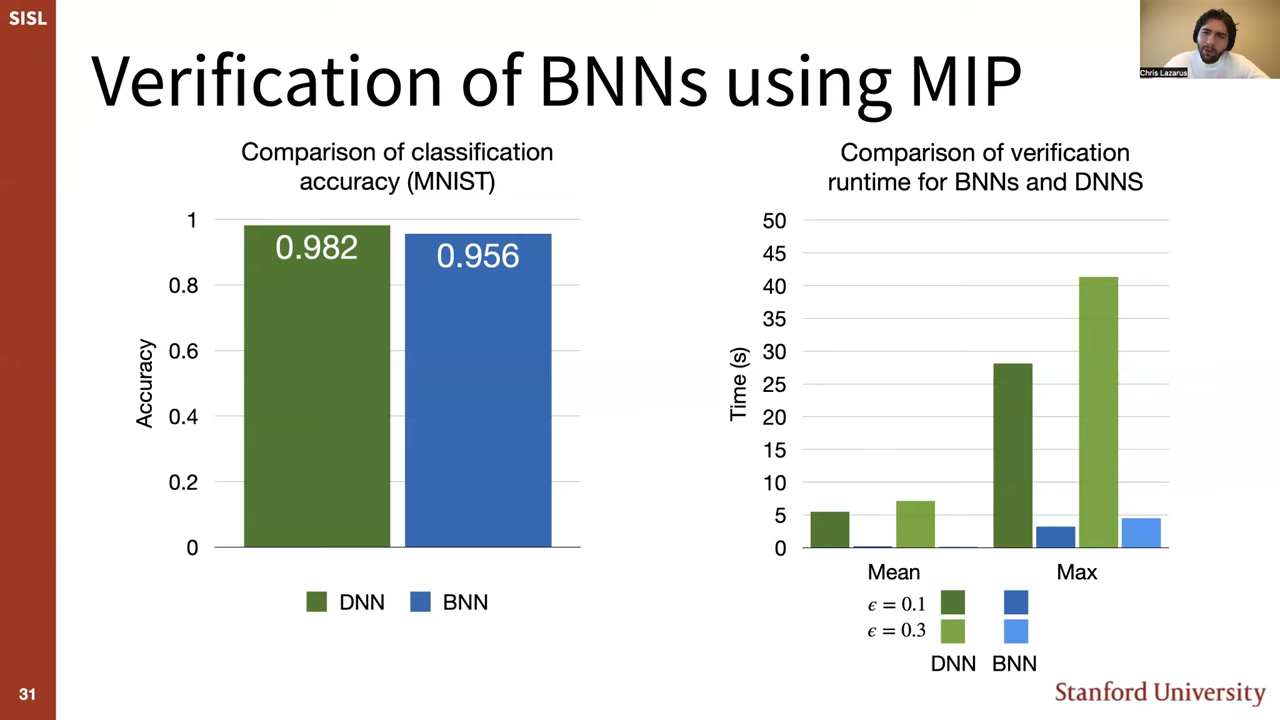 SISL
Verification of BNNs using MIP
Chris Lazarus
Comparison of classification
accuracy (MNIST)
1
0.8
0.6
0.4
0.2
0
Accuracy
0.982
0.956
DNN
BNN
Comparison of verification
runtime for BNNs and DNNS
50
45
40
35
30
25
20
15
10
5
0
Time (s)
Mean
Max
ϵ = 0.1
ϵ = 0.3
DNN BNN
31
Stanford University